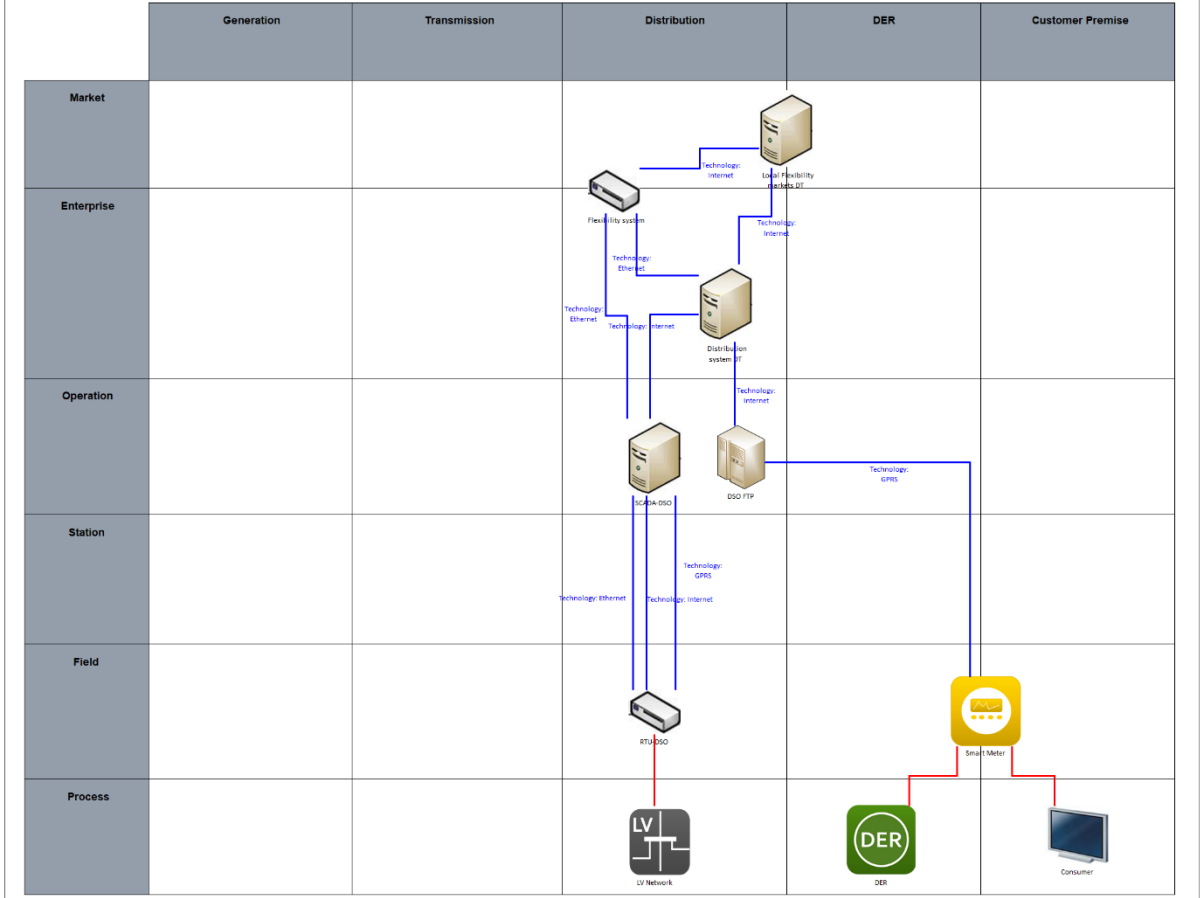 Generation
Transmission
Distribution
DER
Customer Premise
Market
Technology:
Internet
Local Flexibility
markets DT
Enterprise
Flexibility system
Technology:
Internet
Technology:
Ethernet
Technology:
Ethernet
Technology: Internet
Distribution
system DT
Operation
Technology:
Internet
Technology:
GPRS
DSO FTP
SCADA-DSO
Station
Technology:
GPRS
Technology: Ethernet
Technology: Internet
Field
RTU-DSO
Smart Meter
Process
LV
DER
LV Network
DER
Consumer